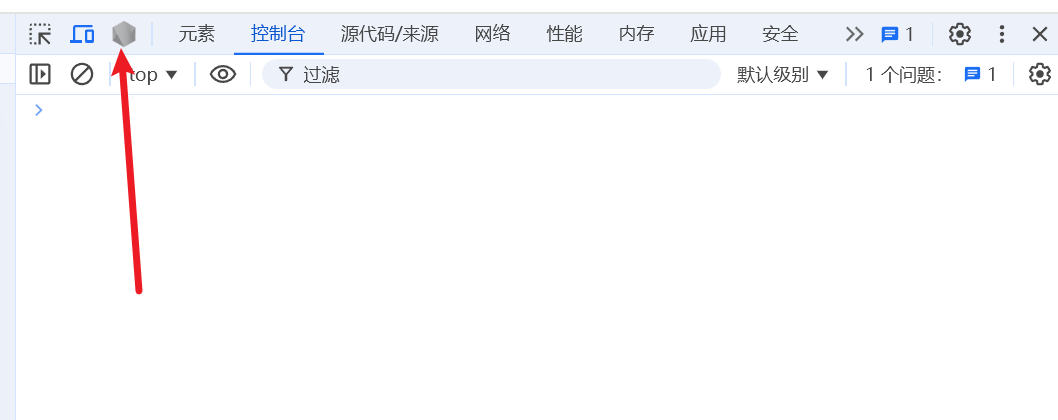 元素 控制台 源代码/来源 网络 性能 内存 应用 安全 1
top 过滤 默认级别 1 个问题： 1